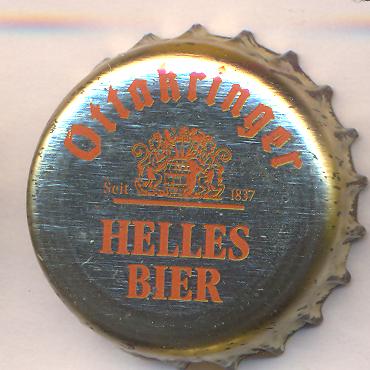 Ottakringer
Seit 1837
HELLES
BIER